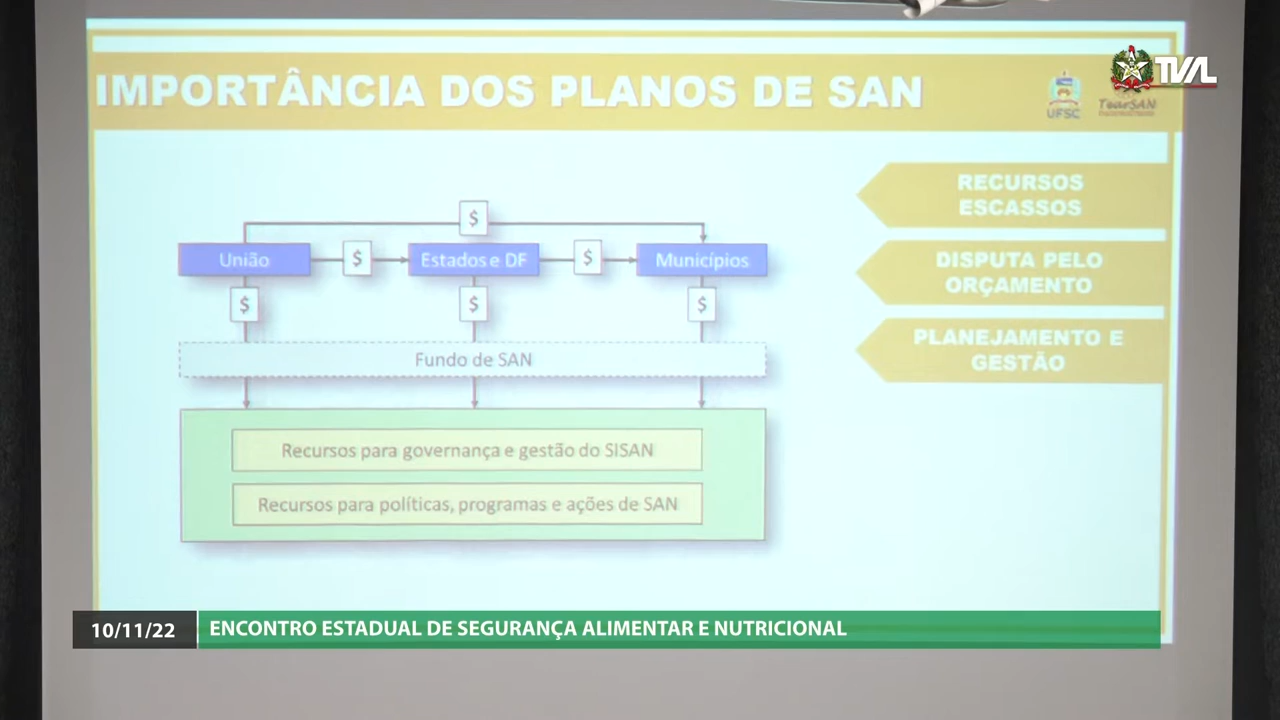 IMPORTÂNCIA DOS PLANOS DE SAN
UFSC
TearSAN
TVAL
RECURSOS
ESCASSOS
DISPUTA PELO
ORÇAMENTO
PLANEJAMENTO E
GESTÃO
$
União
$
Estados e DF
$
Municípios
$
$
$
Fundo de SAN
Recursos para governança e gestão do SISAN
Recursos para políticas, programas e ações de SAN
10/11/22
ENCONTRO ESTADUAL DE SEGURANÇA ALIMENTAR E NUTRICIONAL